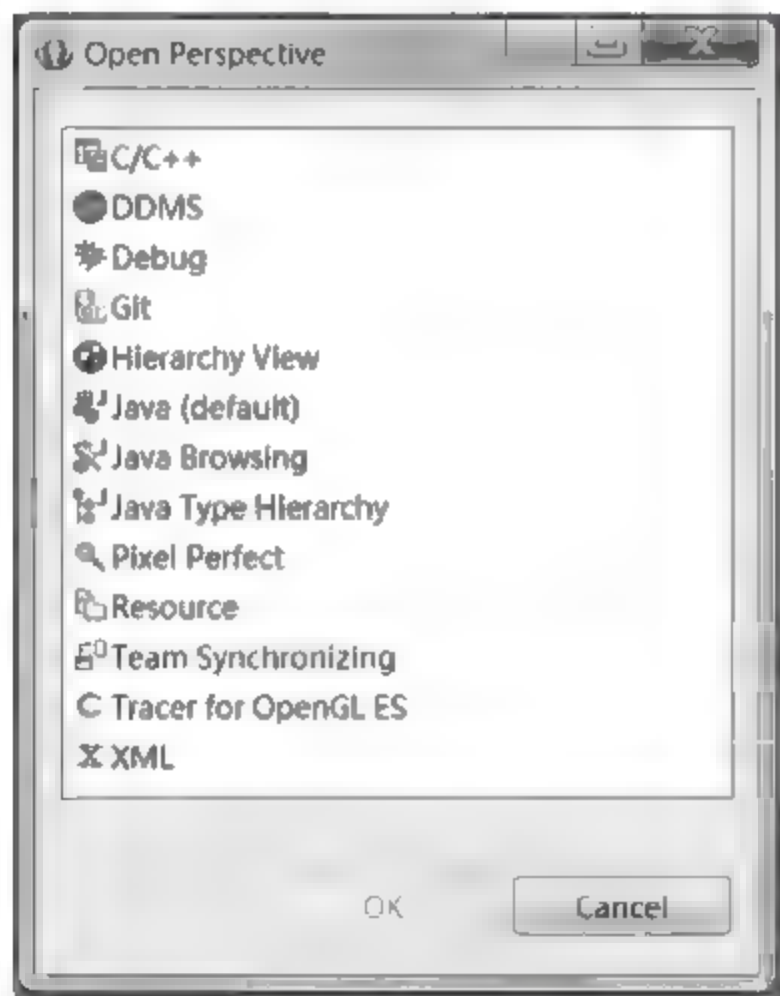 Open Perspective
C/C++
DDMS
Debug
Git
Hierarchy View
Java (default)
Java Browsing
Java Type Hierarchy
Pixel Perfect
Resource
Team Synchronizing
Tracer for OpenGL ES
XML
OK
Cancel